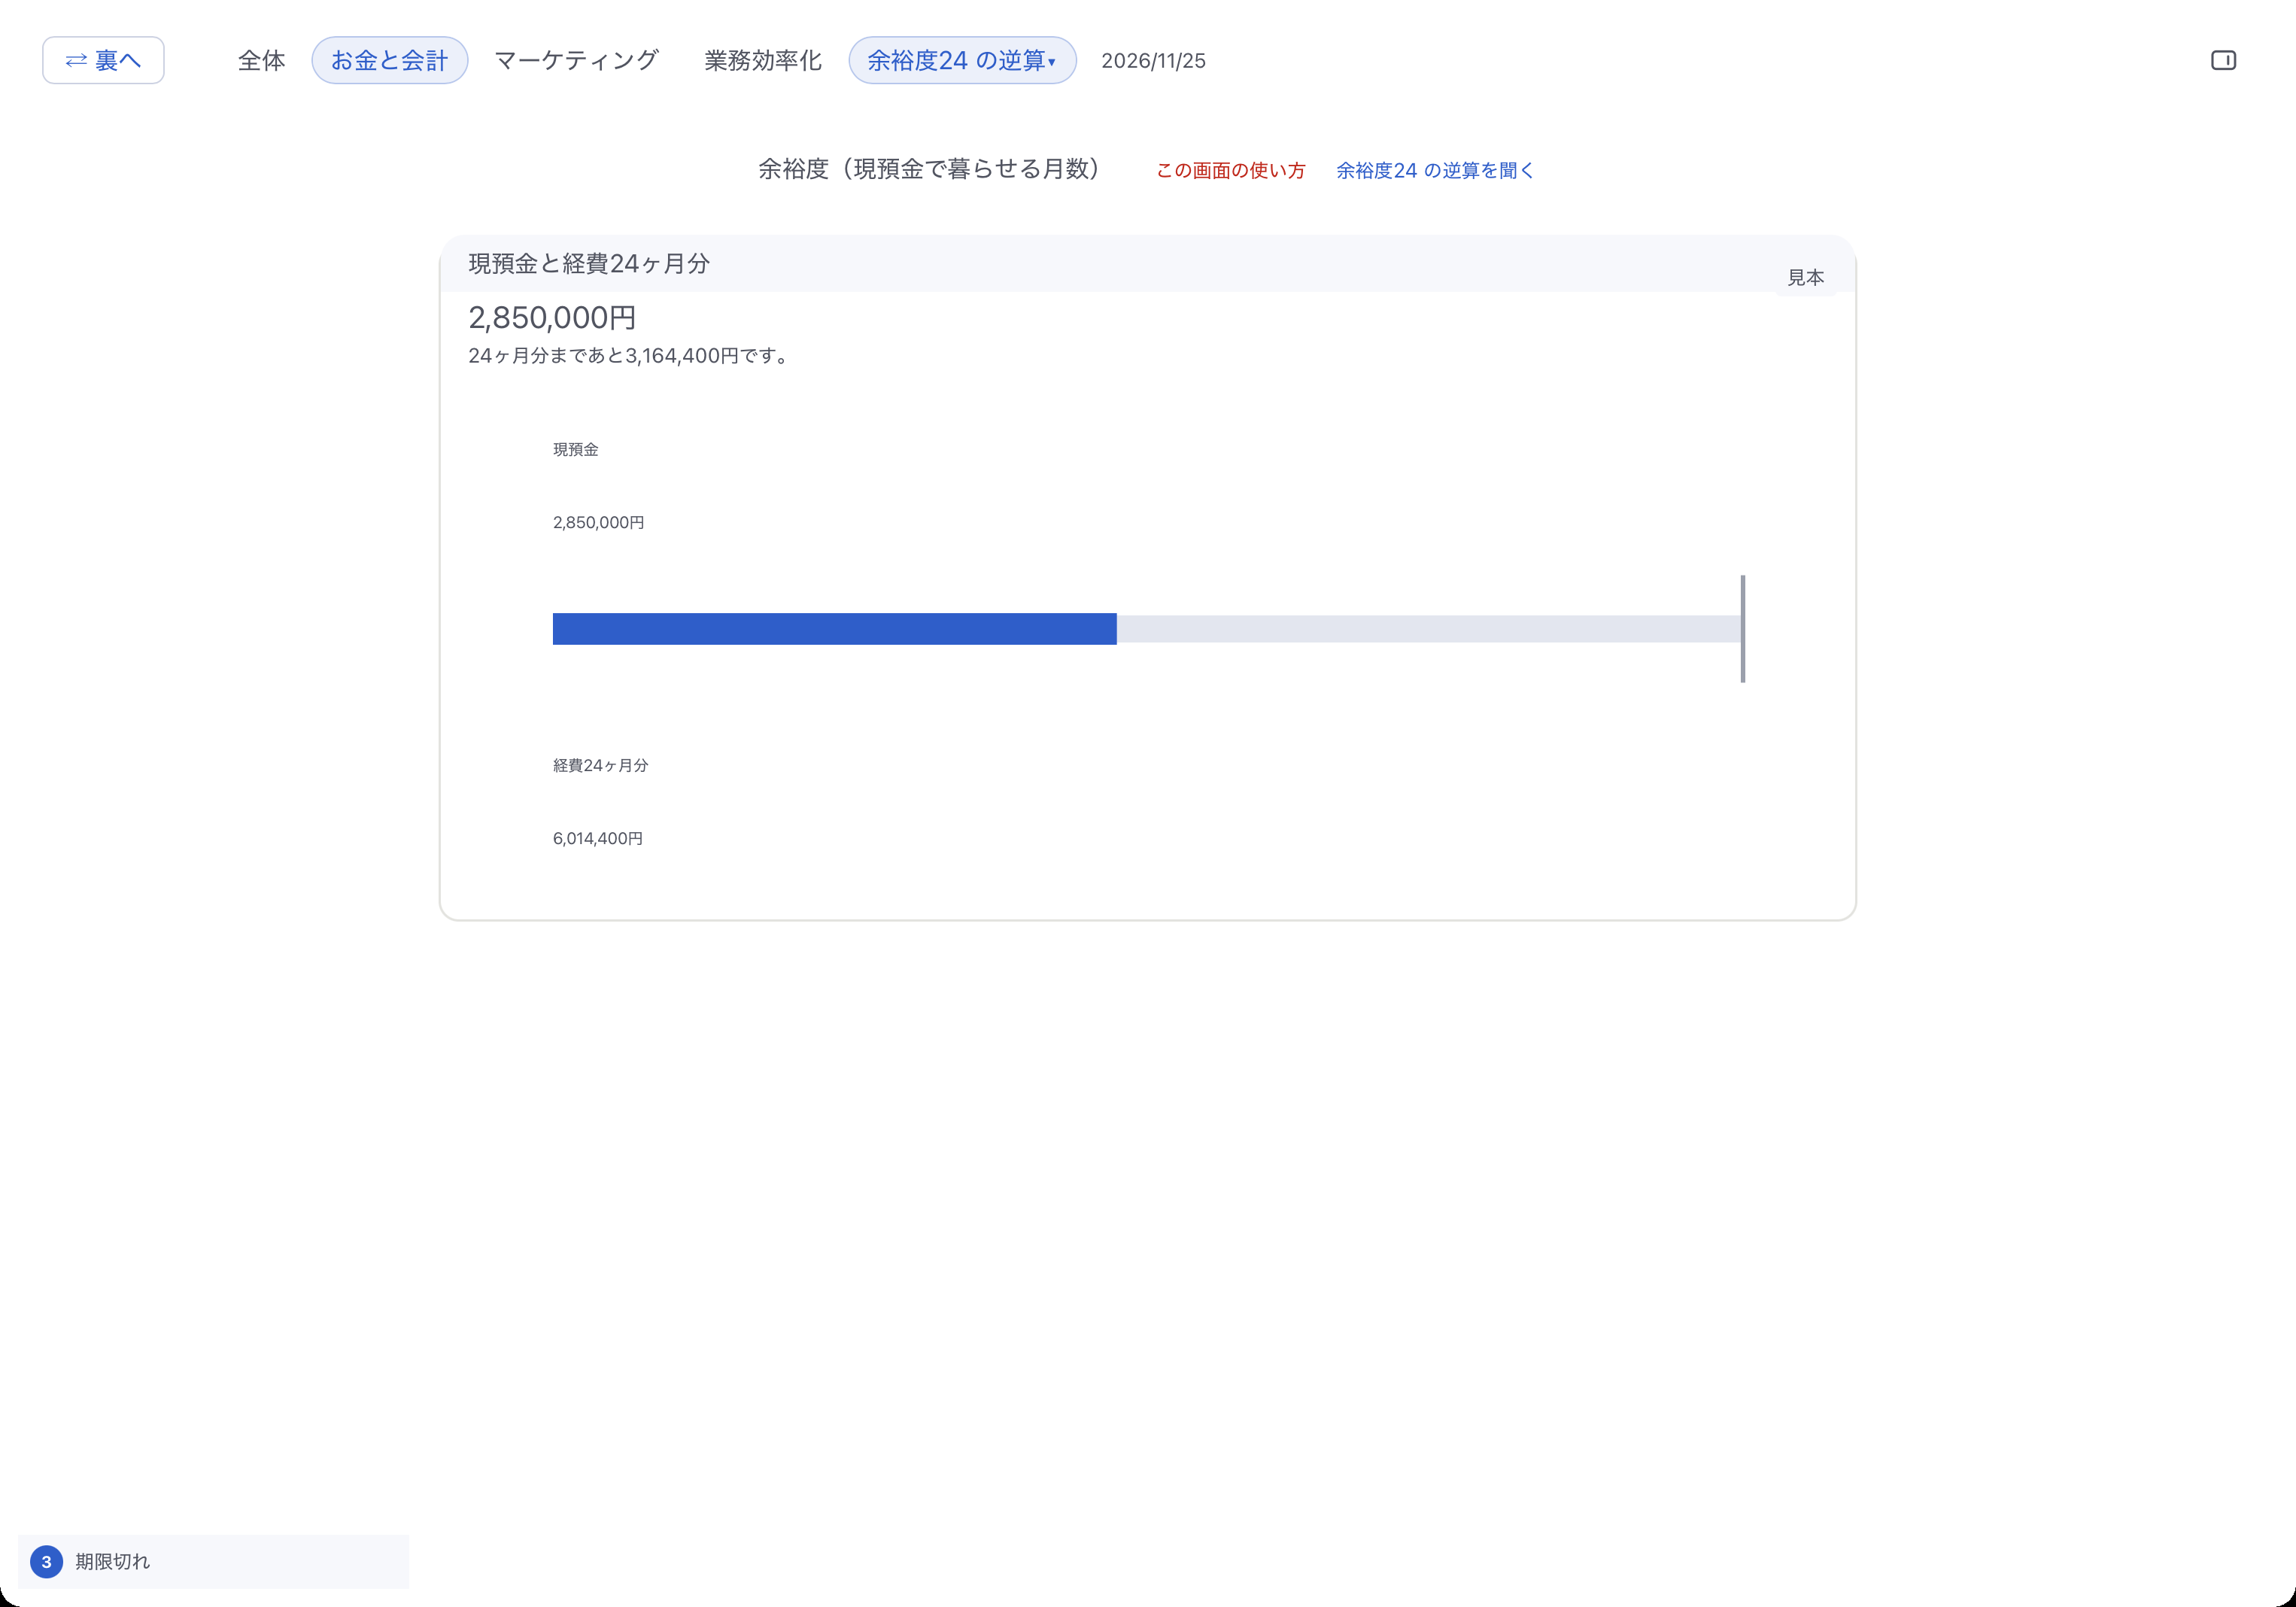 ⇄ 裏へ 全体 お金と会計 マーケティング 業務効率化 余裕度24 の逆算▾ 2026/11/25
余裕度（現預金で暮らせる月数） この画面の使い方 余裕度24 の逆算を聞く
現預金と経費24ヶ月分
見本
2,850,000円
24ヶ月分まであと3,164,400円です。
現預金
2,850,000円
経費24ヶ月分
6,014,400円
3 期限切れ